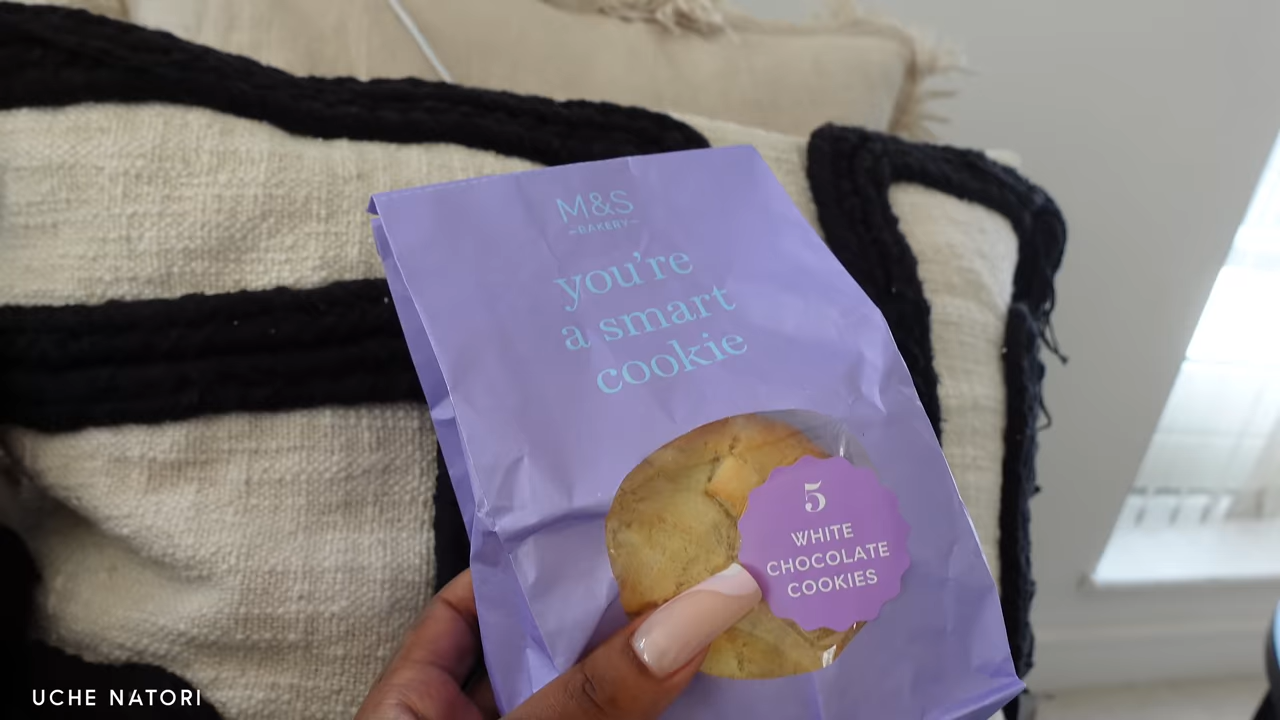 M&S
BAKERY
you're
a smart
cookie
5
WHITE
CHOCOLATE
COOKIES
UCHE NATORI